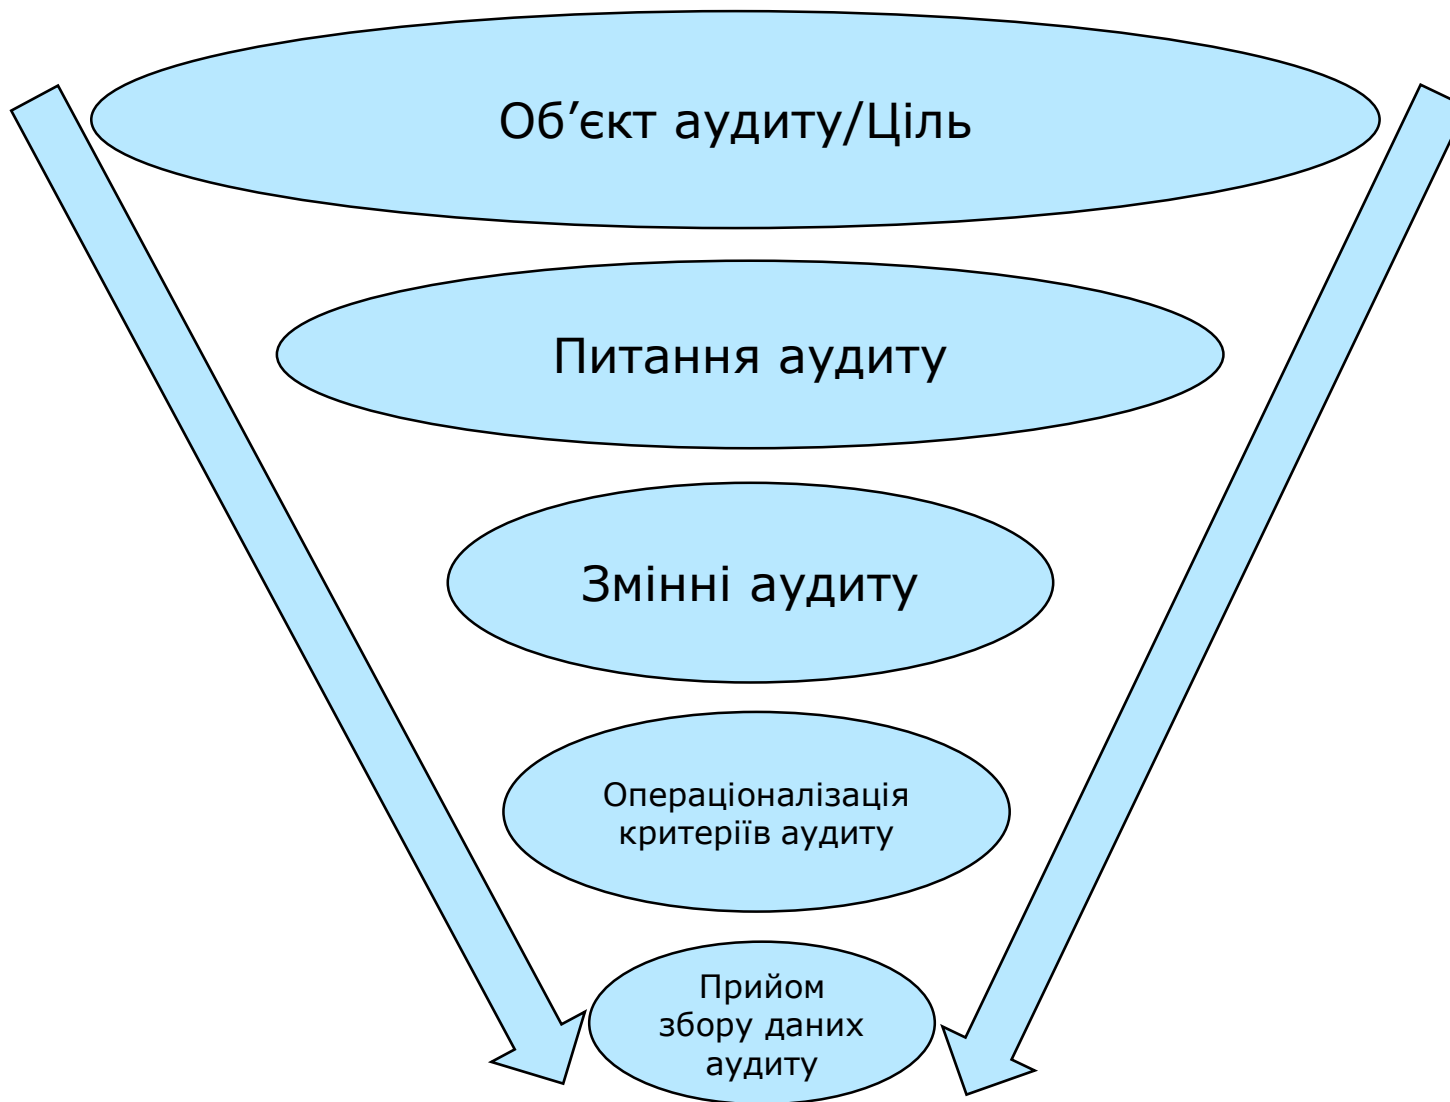 Об’єкт аудиту/Ціль
Питання аудиту
Змінні аудиту
Операціоналізація
критеріїв аудиту
Прийом
збору даних
аудиту